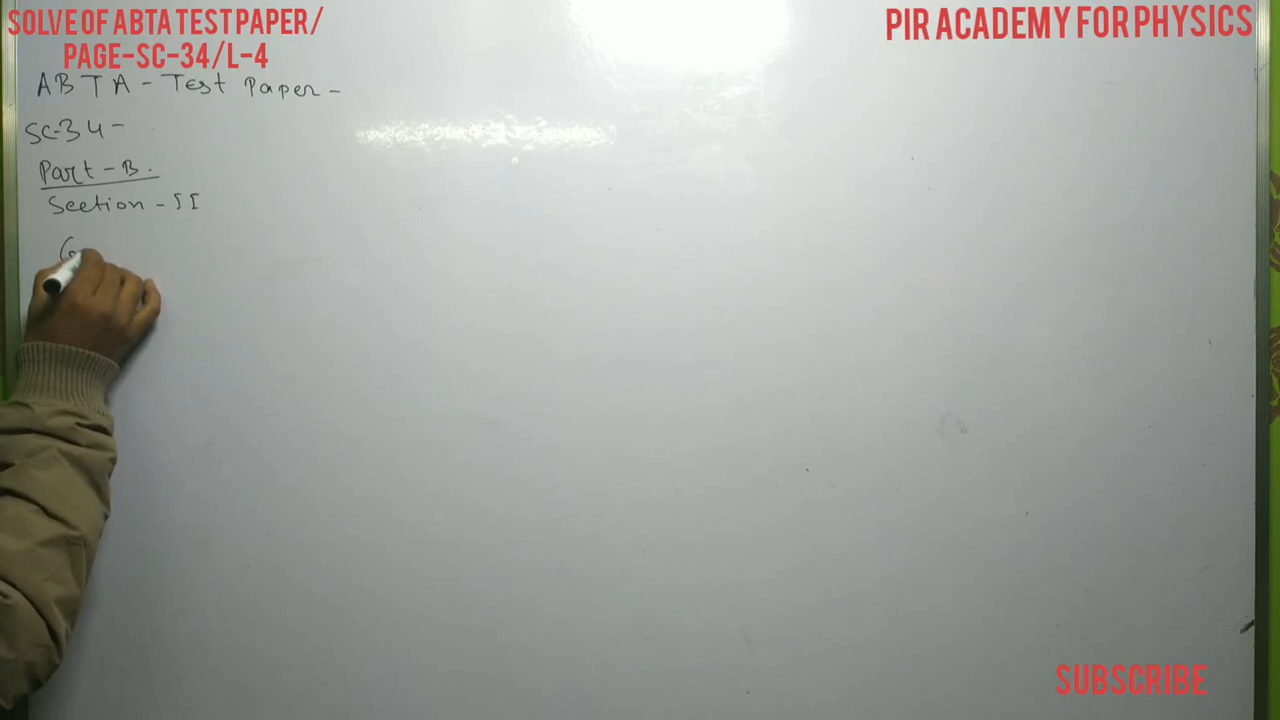 SOLVE OF ABTA TEST PAPER/
PAGE-SC-34/L-4
PIR ACADEMY FOR PHYSICS
ABTA - Test Paper -
SC-34 -
Part - B.
Section - II
SUBSCRIBE